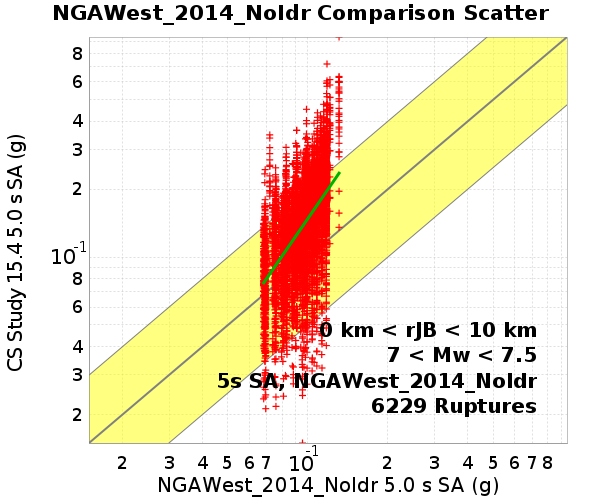 NGAWest_2014_NoIdr Comparison Scatter
CS Study 15.4 5.0 s SA (g)
8
6
4
3
2
10-1
8
6
4
3
2
0 km < rJB < 10 km
7 < Mw < 7.5
5s SA, NGAWest_2014_NoIdr
6229 Ruptures
2 3 4 5 6 7 10-1 2 3 4 5 6 7 8
NGAWest_2014_NoIdr 5.0 s SA (g)